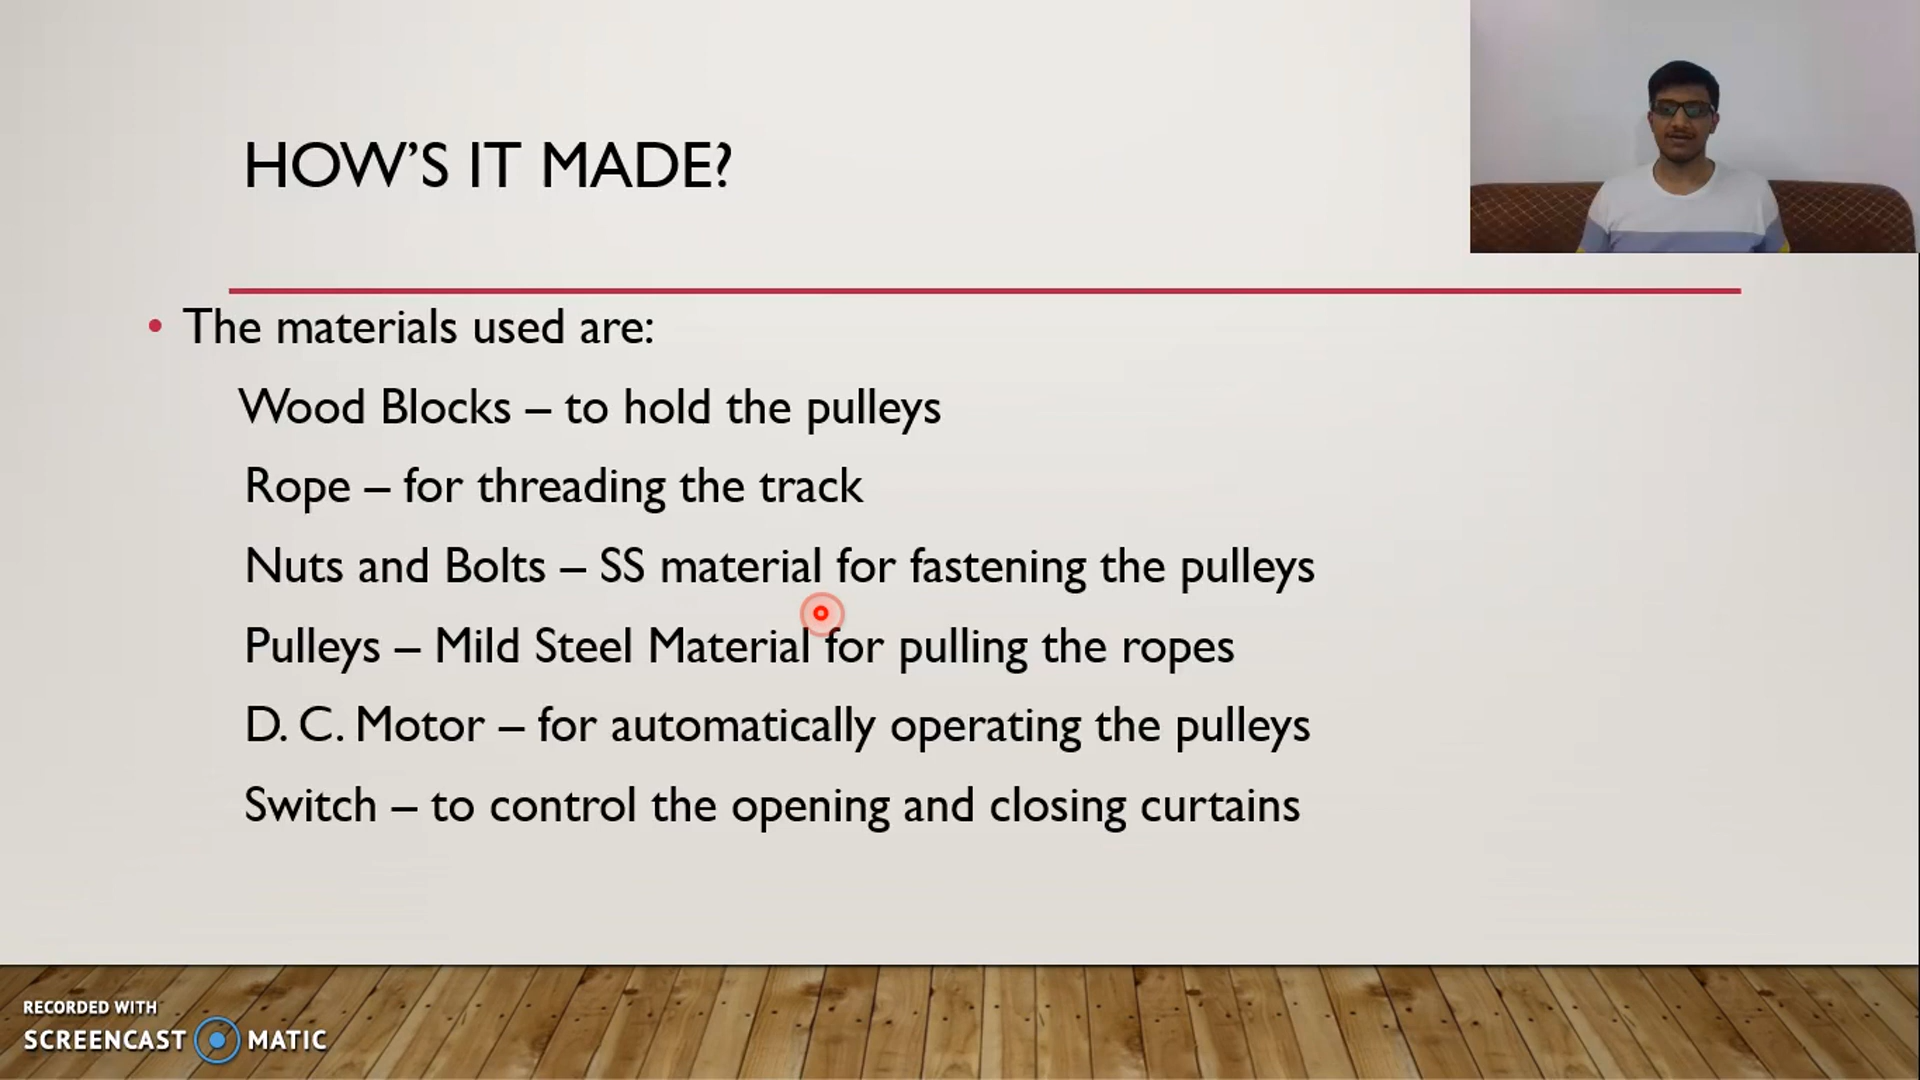 HOW’S IT MADE?
• The materials used are:
Wood Blocks – to hold the pulleys
Rope – for threading the track
Nuts and Bolts – SS material for fastening the pulleys
Pulleys – Mild Steel Material for pulling the ropes
D. C. Motor – for automatically operating the pulleys
Switch – to control the opening and closing curtains
RECORDED WITH
SCREENCAST MATIC